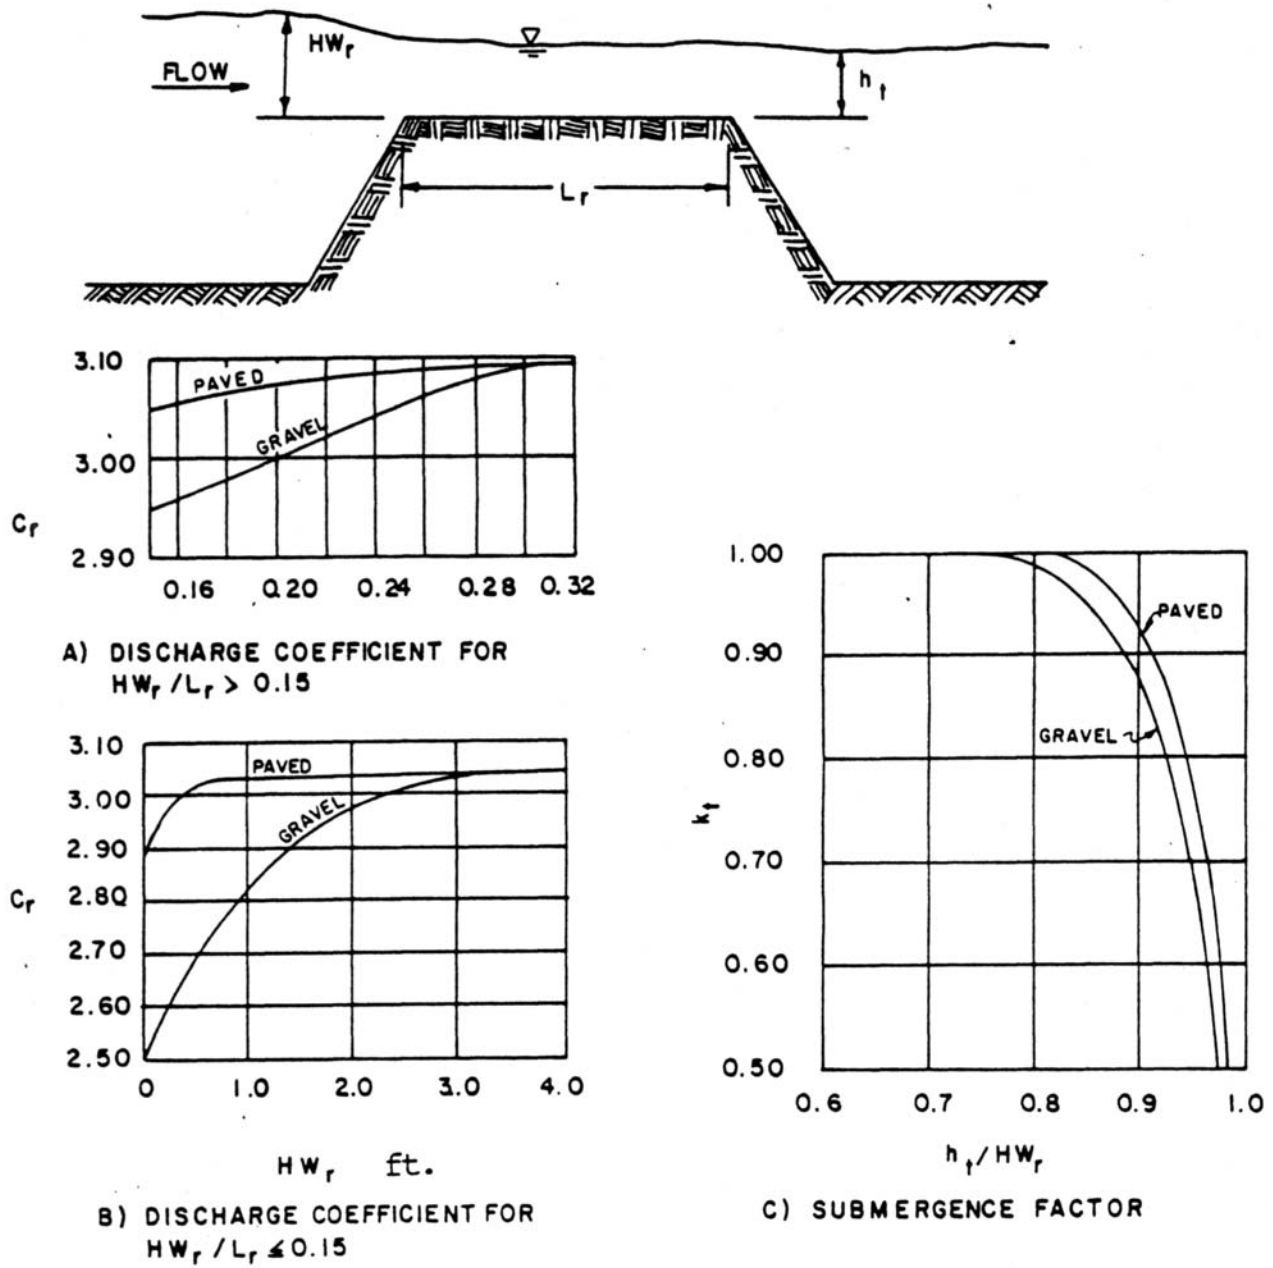 HWr
FLOW
ht
Lr
3.10
3.00
2.90
Cr
PAVED
GRAVEL
0.16 0.20 0.24 0.28 0.32
A) DISCHARGE COEFFICIENT FOR
HWr/Lr > 0.15
3.10
3.00
2.90
2.80
2.70
2.60
2.50
Cr
PAVED
GRAVEL
0 1.0 2.0 3.0 4.0
HWr ft.
B) DISCHARGE COEFFICIENT FOR
HWr/Lr ≤ 0.15
1.00
0.90
0.80
0.70
0.60
0.50
kt
PAVED
GRAVEL
0.6 0.7 0.8 0.9 1.0
ht/HWr
C) SUBMERGENCE FACTOR